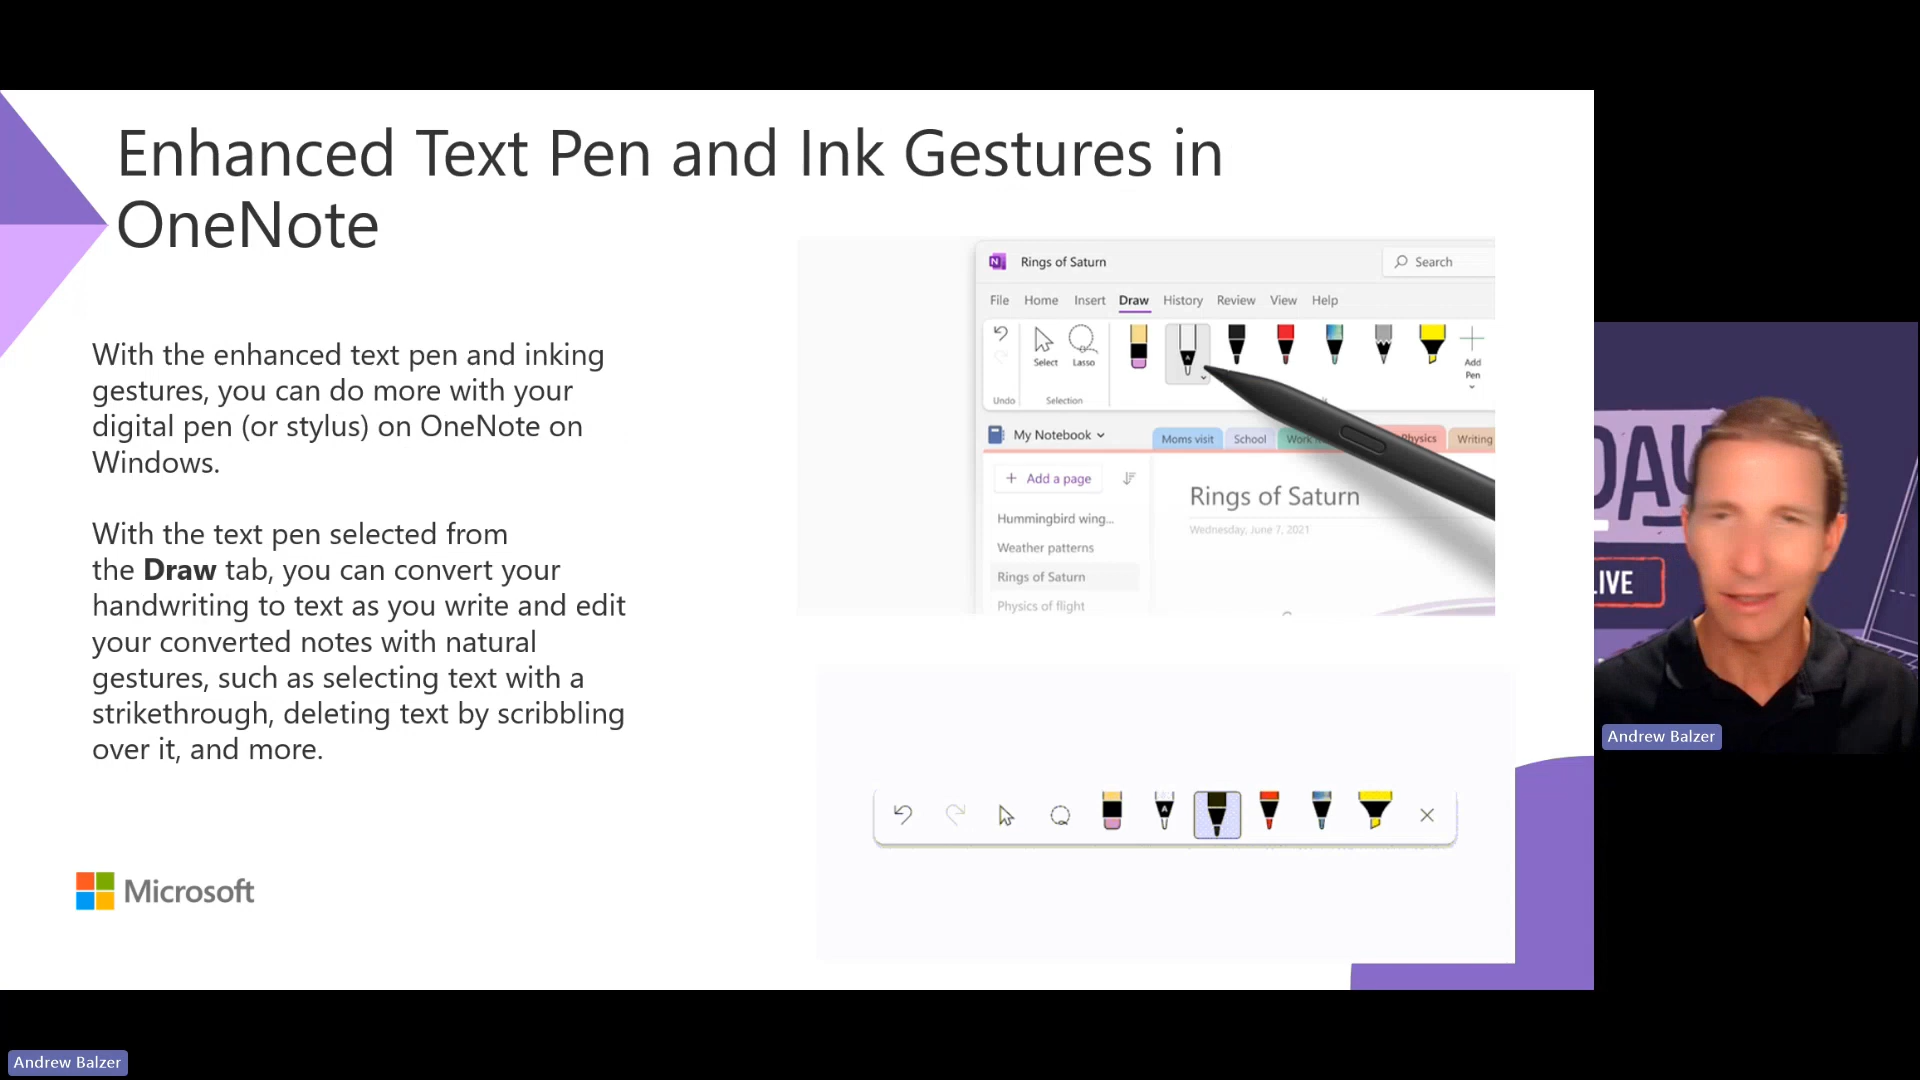 Enhanced Text Pen and Ink Gestures in
OneNote
With the enhanced text pen and inking
gestures, you can do more with your
digital pen (or stylus) on OneNote on
Windows.
With the text pen selected from
the Draw tab, you can convert your
handwriting to text as you write and edit
your converted notes with natural
gestures, such as selecting text with a
strikethrough, deleting text by scribbling
over it, and more.
Microsoft
Rings of Saturn
Search
File Home Insert Draw History Review View Help
Select
Lasso
Add
Pen
Undo
Selection
My Notebook
Moms visit
School
Work
Physics
Writing
+ Add a page
Hummingbird wing...
Weather patterns
Rings of Saturn
Physics of flight
Rings of Saturn
Wednesday, June 7, 2021
DAY
LIVE
Andrew Balzer
Andrew Balzer